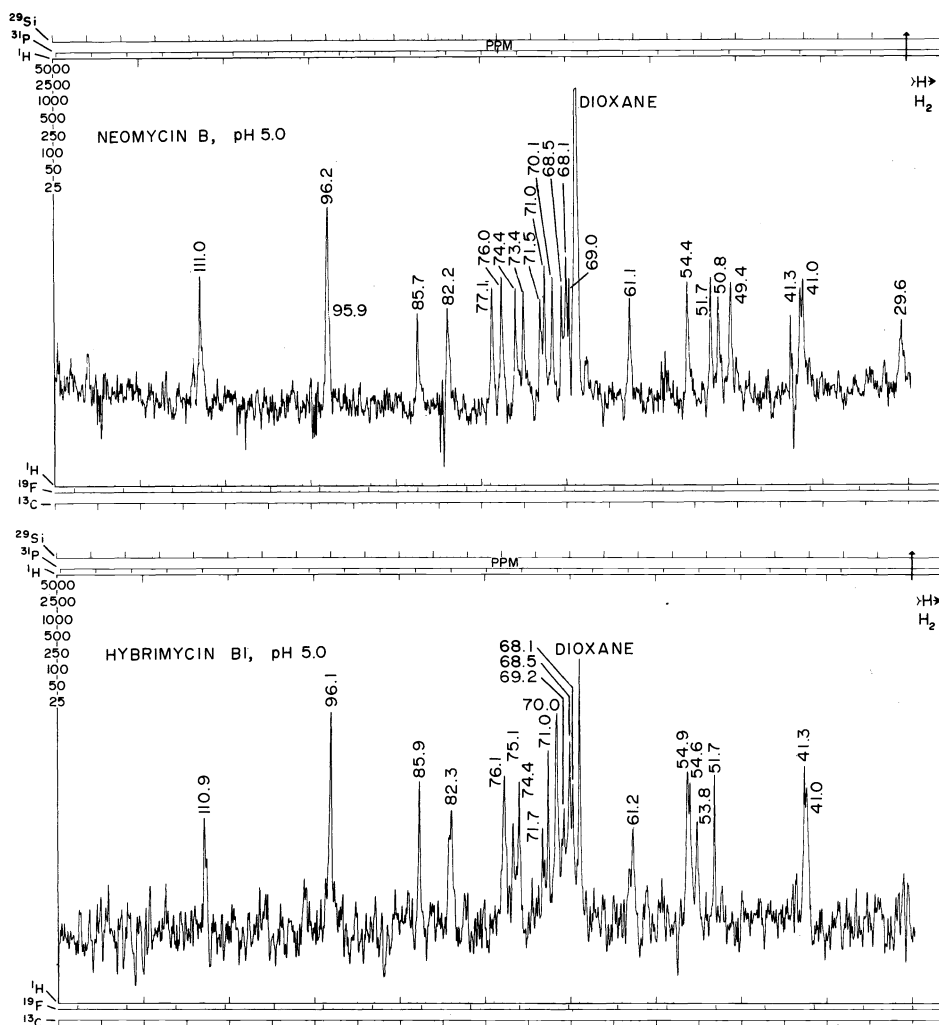 29Si
31P
PPM
1H
5000
2500
1000
500
250
100
50
25
>H>
H2
NEOMYCIN B, pH 5.0
DIOXANE
111.0
96.2
95.9
85.7
82.2
77.1
76.0
74.4
73.4
71.5
71.0
70.1
68.5
68.1
69.0
61.1
54.4
51.7
50.8
49.4
41.3
41.0
29.6
1H
19F
13C
29Si
31P
PPM
1H
5000
2500
1000
500
250
100
50
25
>H>
H2
HYBRIMYCIN B1, pH 5.0
DIOXANE
110.9
96.1
85.9
82.3
76.1
75.1
74.4
71.7
71.0
70.0
69.2
68.5
68.1
61.2
54.9
54.6
53.8
51.7
41.3
41.0
1H
19F
13C